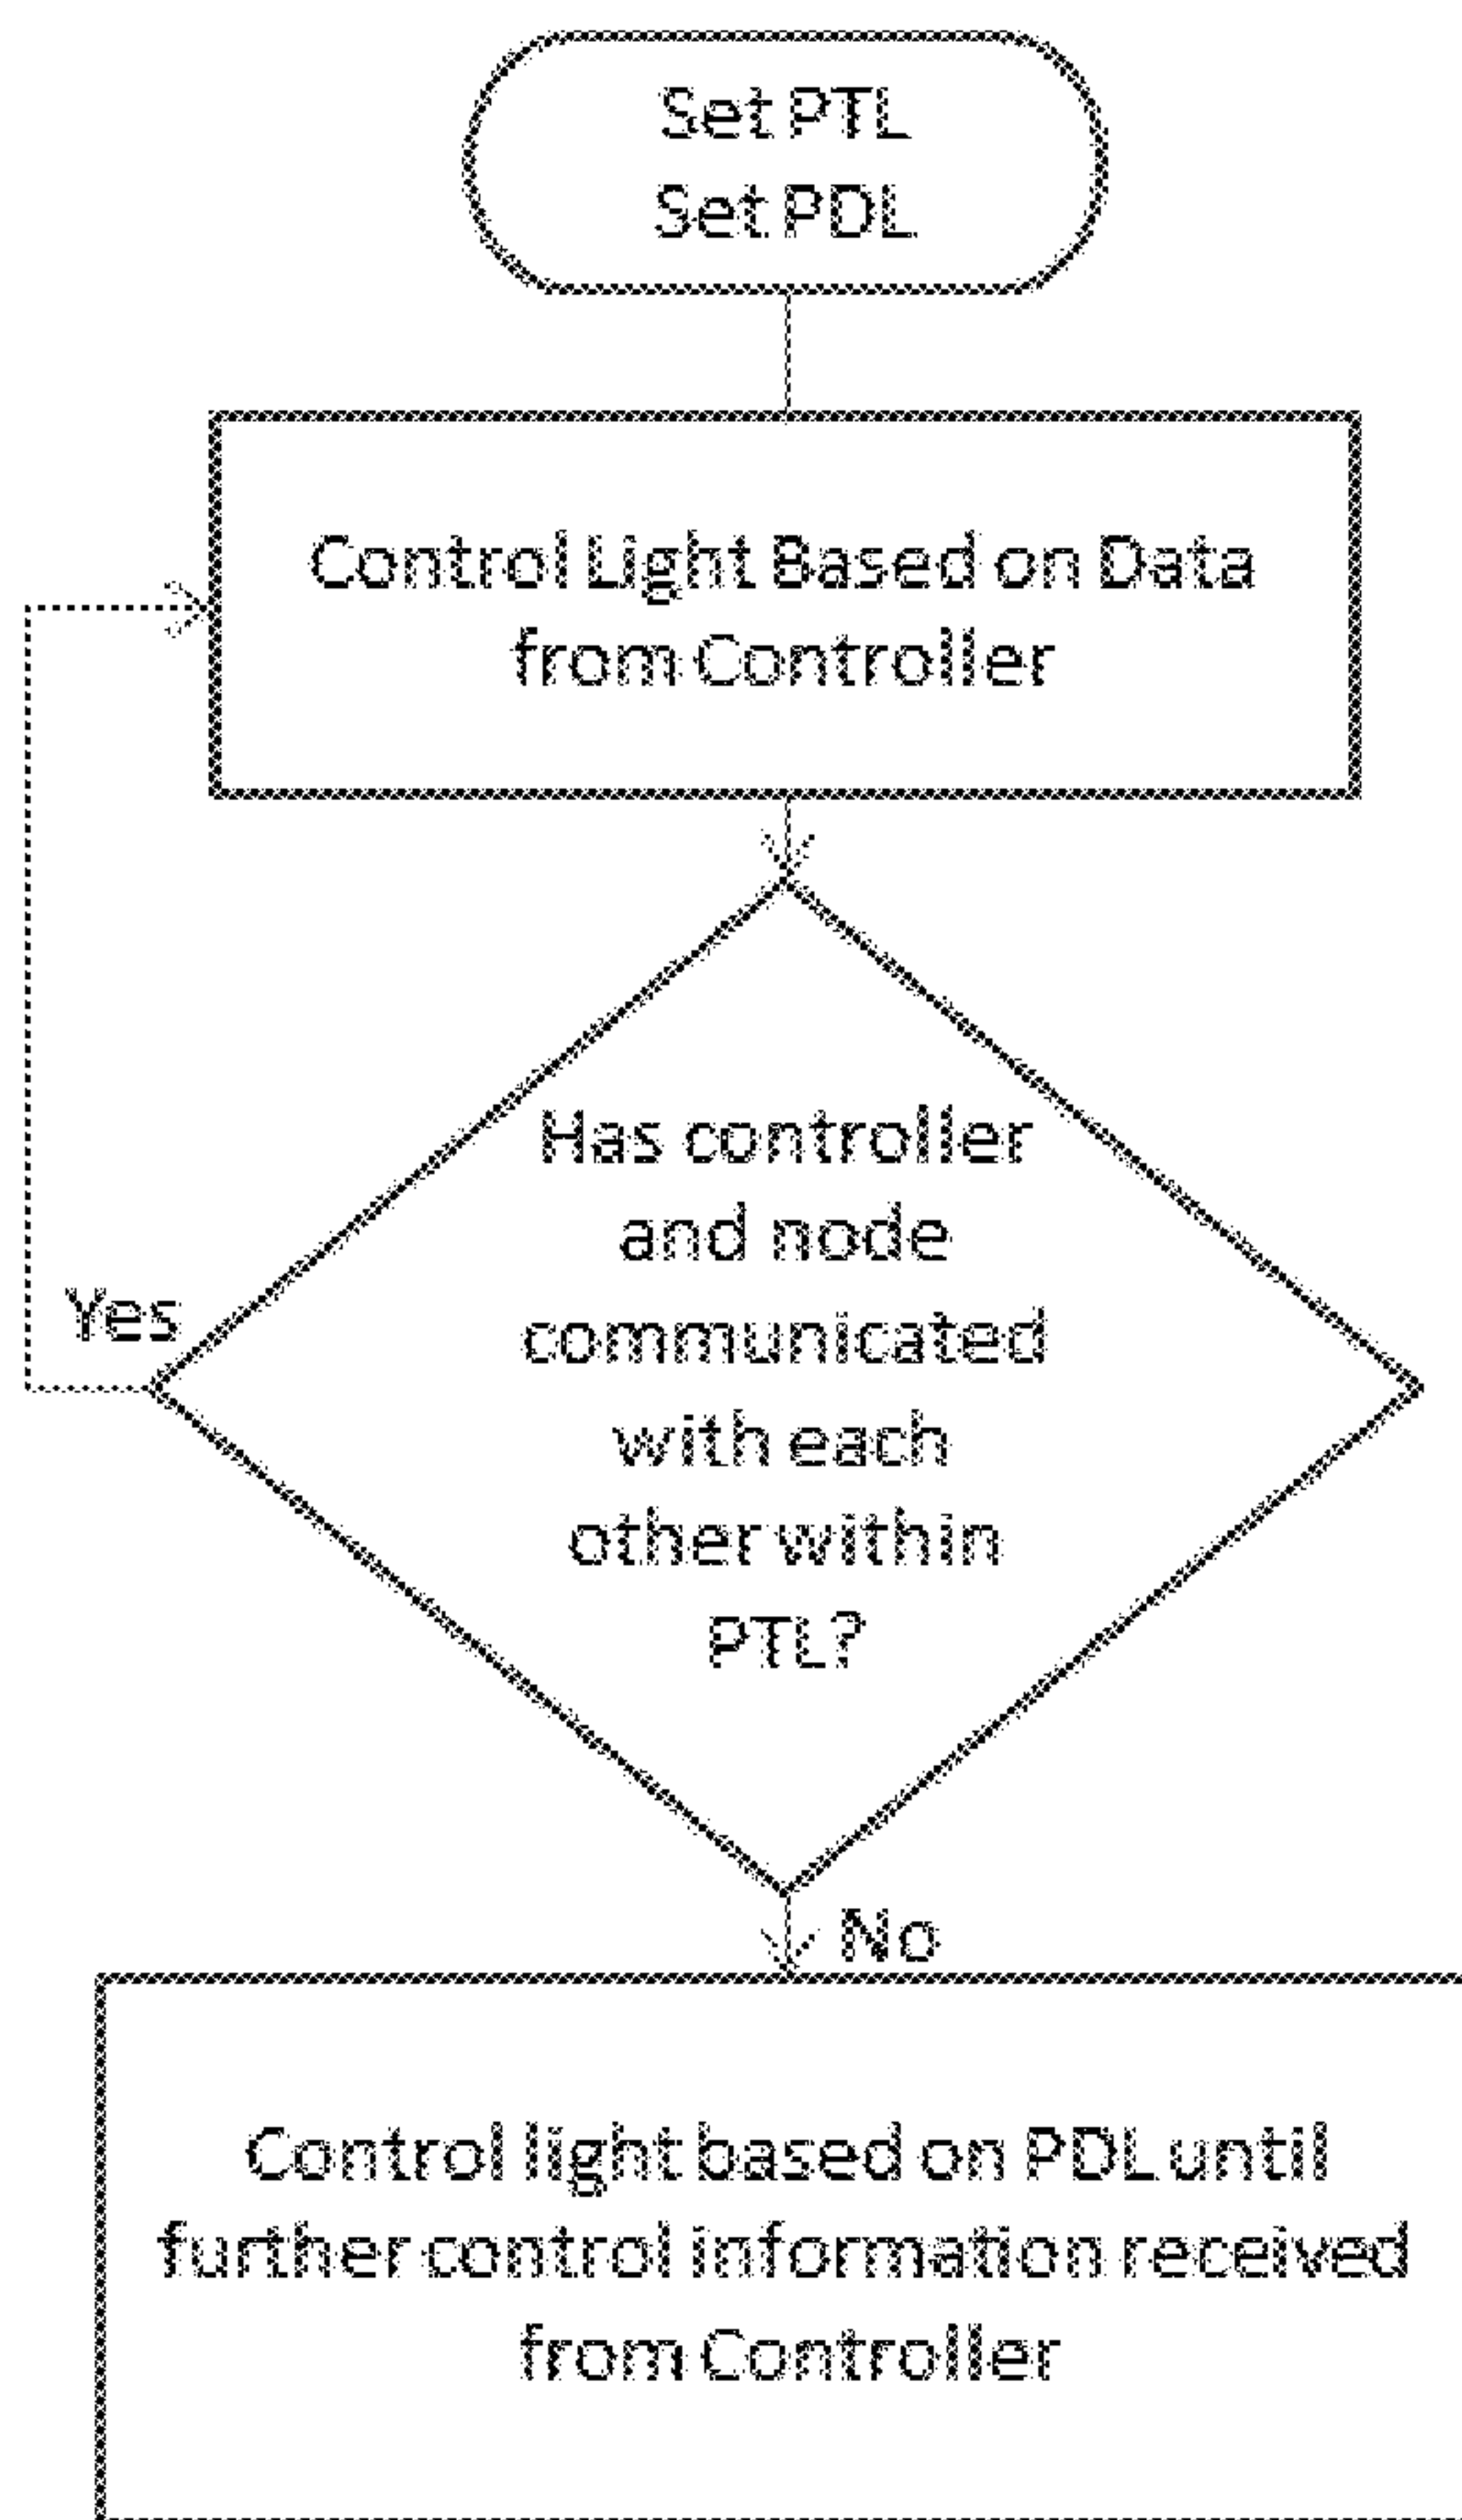 Set PTL
Set PDL
Control Light Based on Data
from Controller
Has controller
and node
communicated
with each
other within
PTL?
Yes
No
Control light based on PDL until
further control information received
from Controller